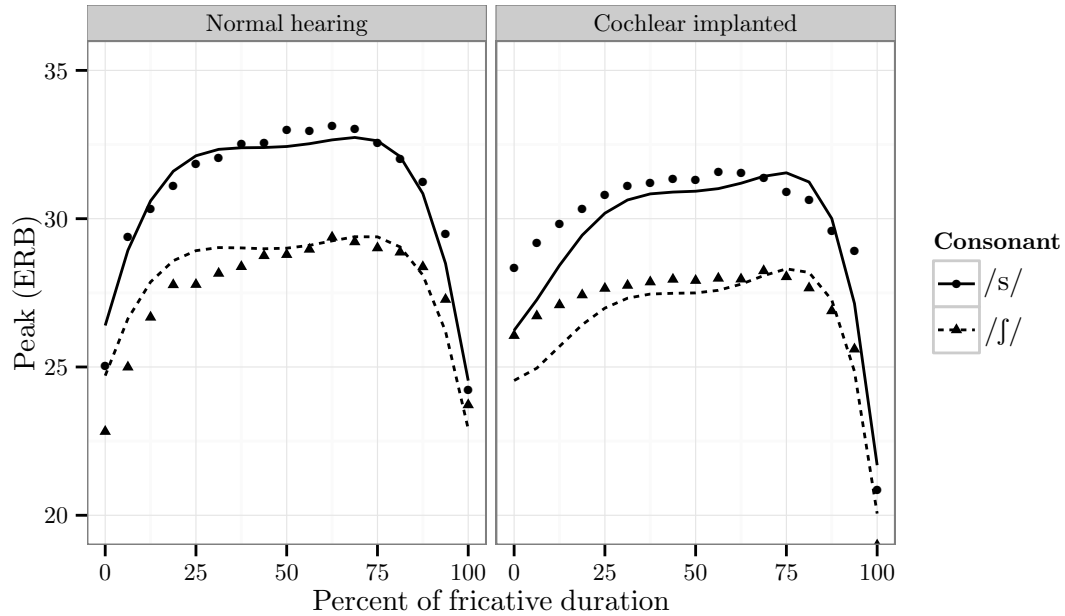 Normal hearing
Cochlear implanted
35
30
25
20
Peak (ERB)
0 25 50 75 100
0 25 50 75 100
Percent of fricative duration
Consonant
/s/
/ʃ/